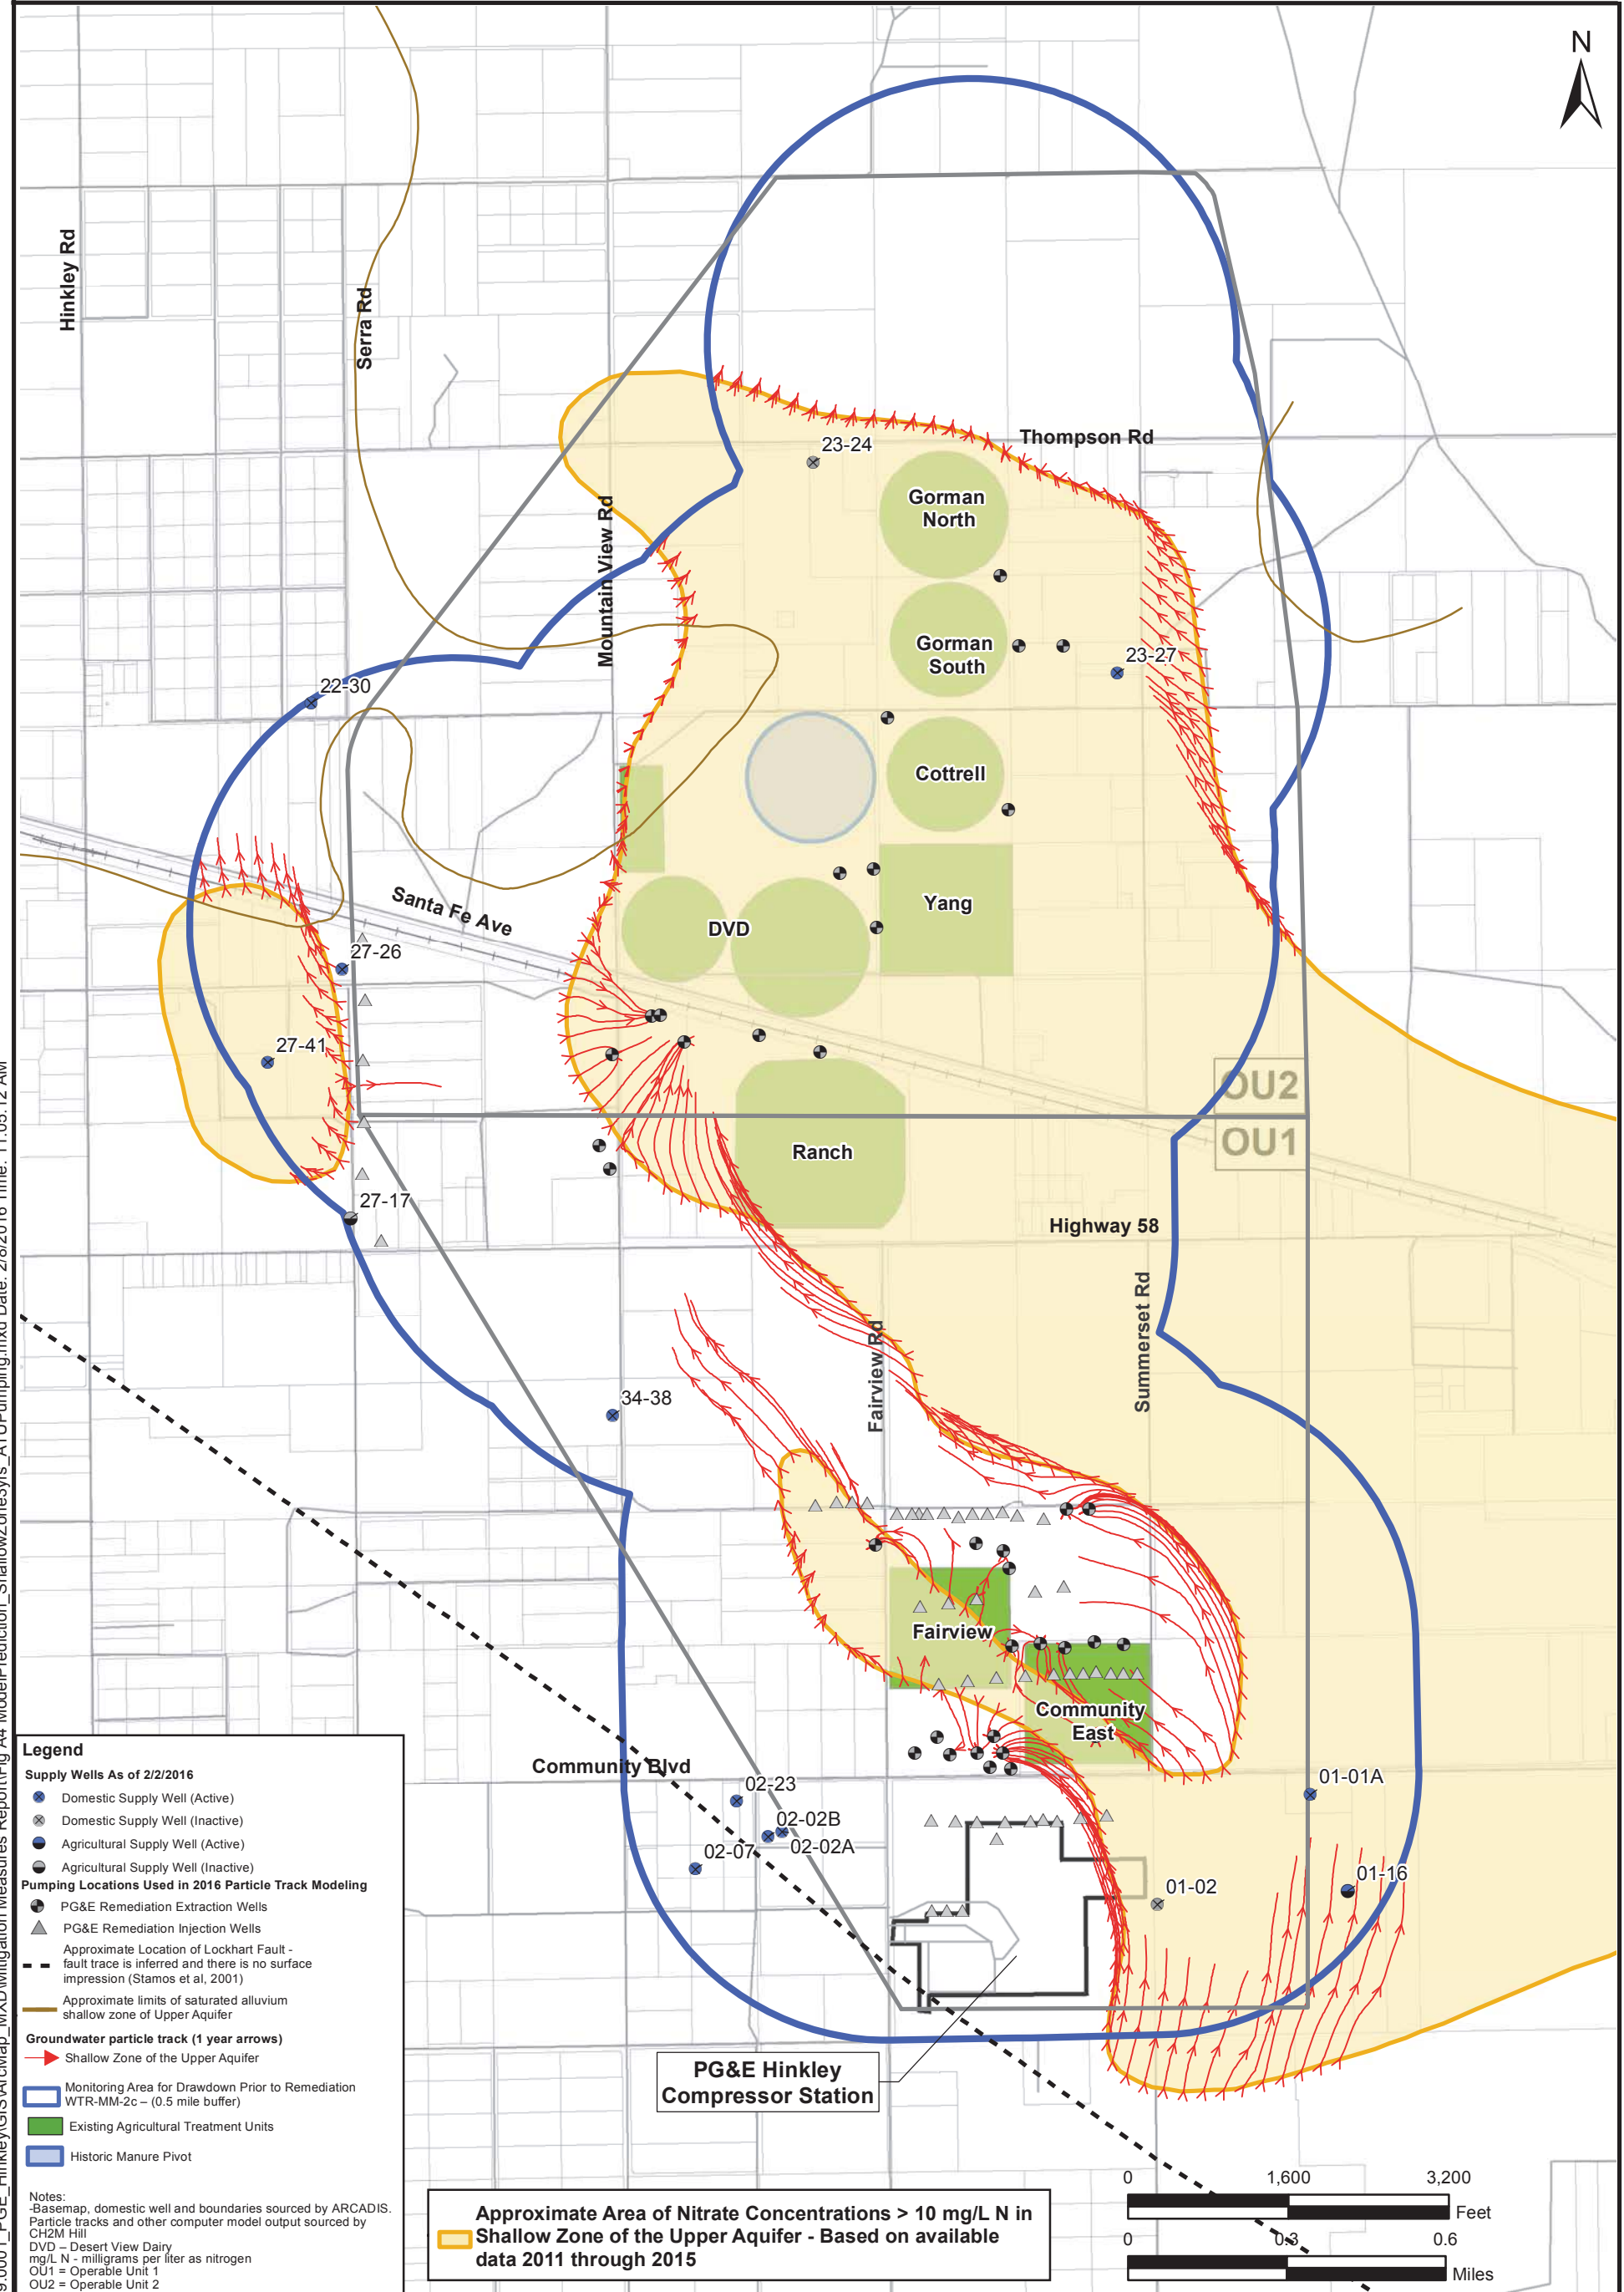 N
Hinkley Rd
Serra Rd
Thompson Rd
23-24
Gorman
North
Mountain View Rd
Gorman
South
23-27
22-30
Cottrell
Santa Fe Ave
Yang
DVD
27-26
27-41
OU2
OU1
Ranch
27-17
Highway 58
Summerset Rd
Fairview Rd
34-38
Fairview
Community
East
Community Blvd
02-23
02-02B
02-02A
02-07
01-01A
01-16
01-02
PG&E Hinkley
Compressor Station
Legend
Supply Wells As of 2/2/2016
Domestic Supply Well (Active)
Domestic Supply Well (Inactive)
Agricultural Supply Well (Active)
Agricultural Supply Well (Inactive)
Pumping Locations Used in 2016 Particle Track Modeling
PG&E Remediation Extraction Wells
PG&E Remediation Injection Wells
Approximate Location of Lockhart Fault -
fault trace is inferred and there is no surface
impression (Stamos et al, 2001)
Approximate limits of saturated alluvium
shallow zone of Upper Aquifer
Groundwater particle track (1 year arrows)
Shallow Zone of the Upper Aquifer
Monitoring Area for Drawdown Prior to Remediation
WTR-MM-2c – (0.5 mile buffer)
Existing Agricultural Treatment Units
Historic Manure Pivot
Notes:
-Basemap, domestic well and boundaries sourced by ARCADIS.
Particle tracks and other computer model output sourced by
CH2M Hill
DVD – Desert View Dairy
mg/L N - milligrams per liter as nitrogen
OU1 = Operable Unit 1
OU2 = Operable Unit 2
Approximate Area of Nitrate Concentrations > 10 mg/L N in
Shallow Zone of the Upper Aquifer - Based on available
data 2011 through 2015
0 1,600 3,200
Feet
0 0.3 0.6
Miles